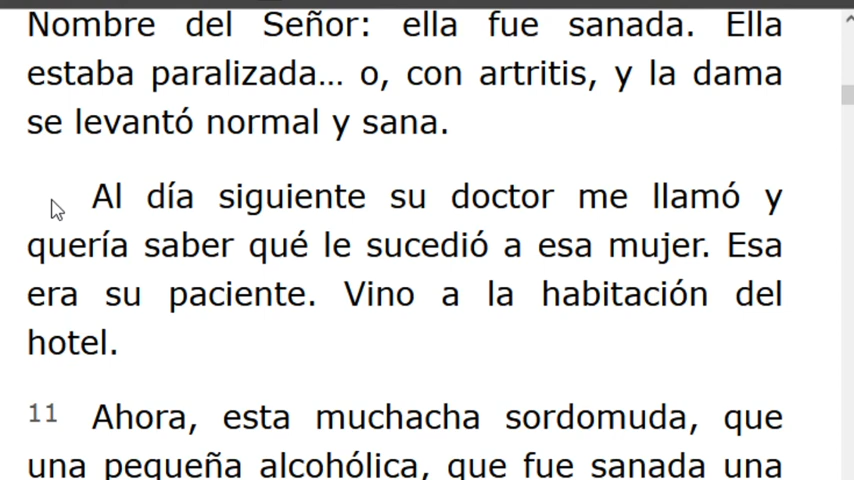 Nombre del Señor: ella fue sanada. Ella
estaba paralizada... o, con artritis, y la dama
se levantó normal y sana.
Al día siguiente su doctor me llamó y
quería saber qué le sucedió a esa mujer. Esa
era su paciente. Vino a la habitación del
hotel.
11 Ahora, esta muchacha sordomuda, que
una pequeña alcohólica, que fue sanada una